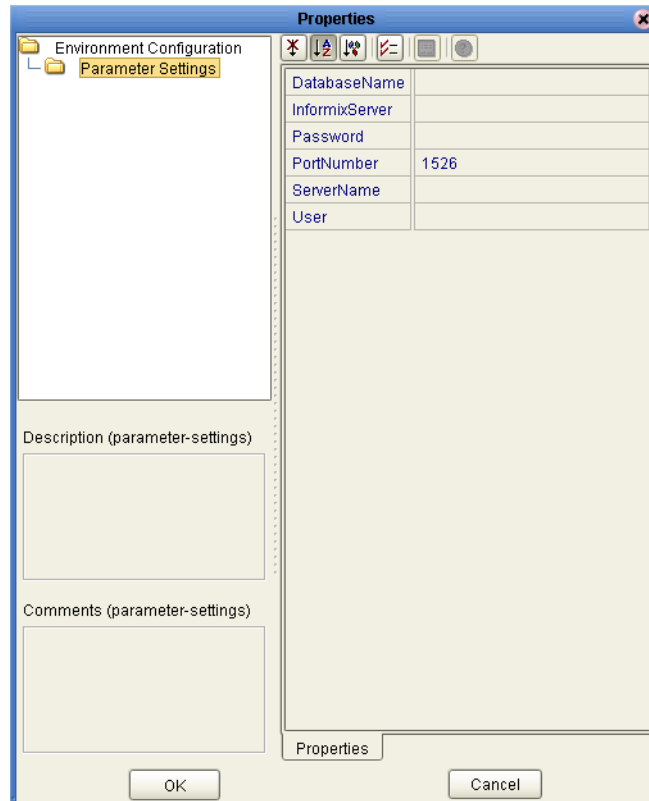 Properties
Environment Configuration
Parameter Settings
DatabaseName
InformixServer
Password
PortNumber 1526
ServerName
User
Description (parameter-settings)
Comments (parameter-settings)
Properties
OK Cancel